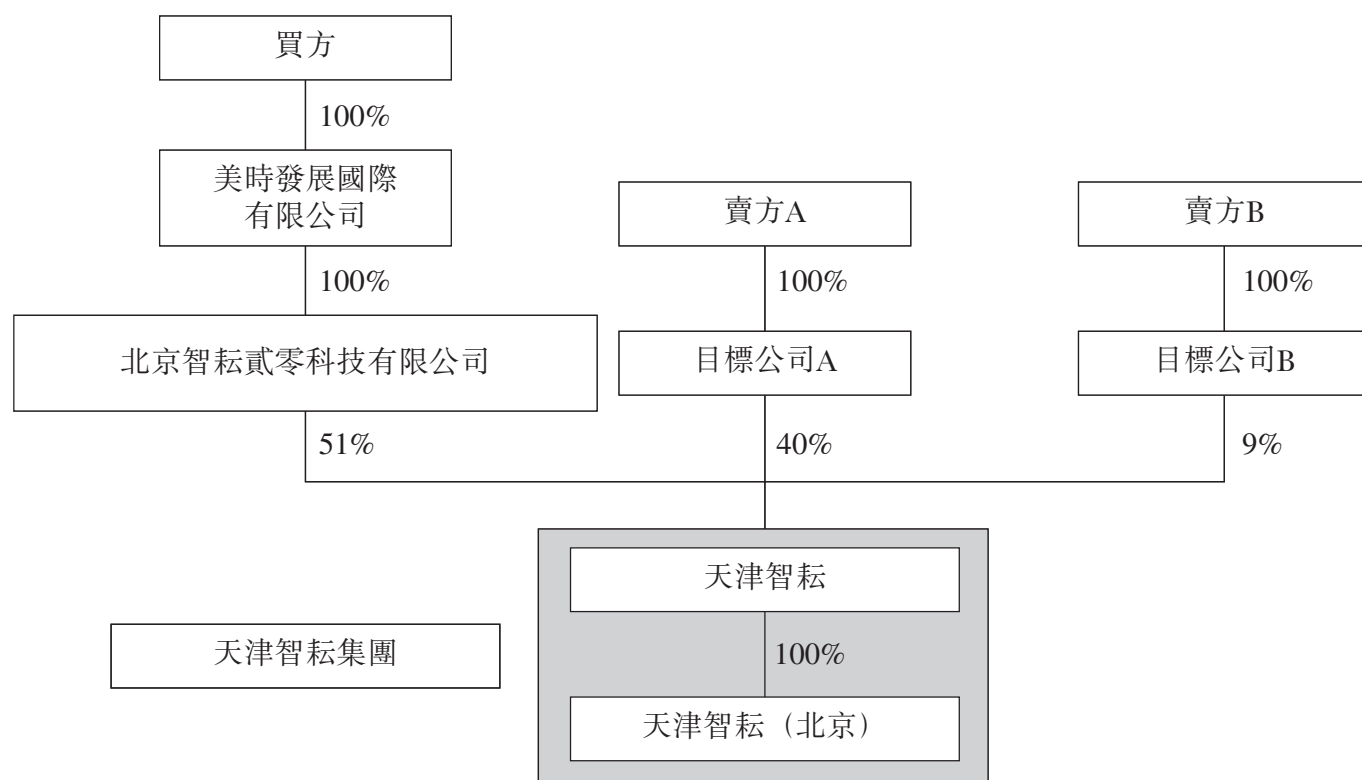 買方
100%
美時發展國際
有限公司
賣方A
賣方B
100%
100%
100%
北京智耘貳零科技有限公司
目標公司A
目標公司B
51%
40%
9%
天津智耘
天津智耘集團
100%
天津智耘（北京）